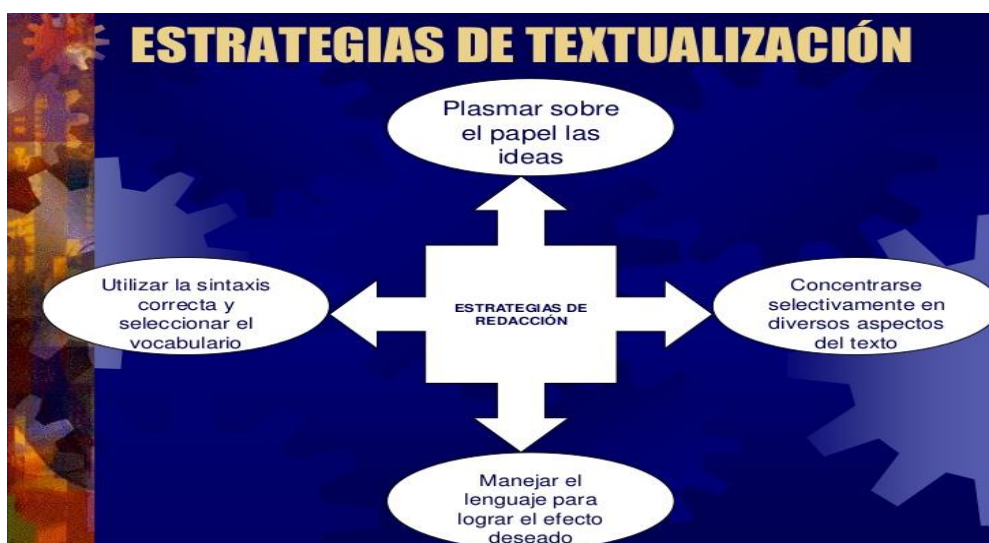 ESTRATEGIAS DE TEXTUALIZACIÓN
Plasmar sobre
el papel las
ideas
Utilizar la sintaxis
correcta y
seleccionar el
vocabulario
ESTRATEGIAS DE
REDACCIÓN
Concentrarse
selectivamente en
diversos aspectos
del texto
Manejar el
lenguaje para
lograr el efecto
deseado